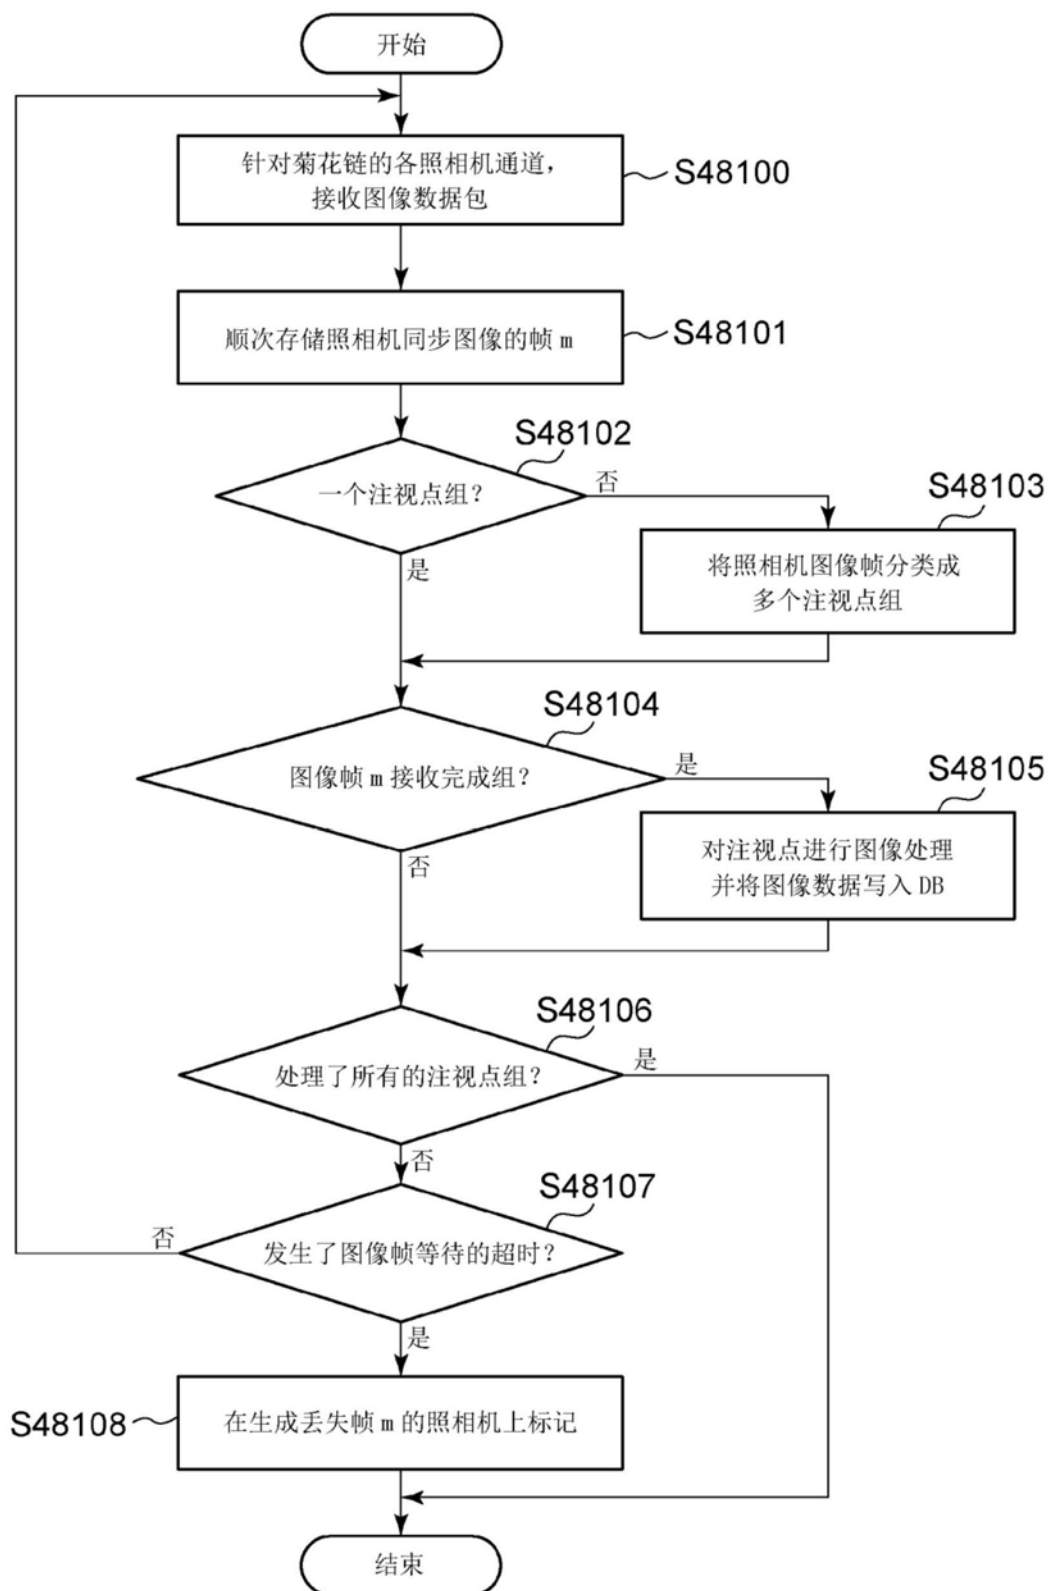 开始
针对菊花链的各照相机通道，
接收图像数据包
S48100
顺次存储照相机同步图像的帧 m
S48101
S48102
一个注视点组？
否
是
S48103
将照相机图像帧分类成
多个注视点组
S48104
图像帧 m 接收完成组？
是
否
S48105
对注视点进行图像处理
并将图像数据写入 DB
S48106
处理了所有的注视点组？
是
否
S48107
发生了图像帧等待的超时？
否
是
S48108
在生成丢失帧 m 的照相机上标记
结束